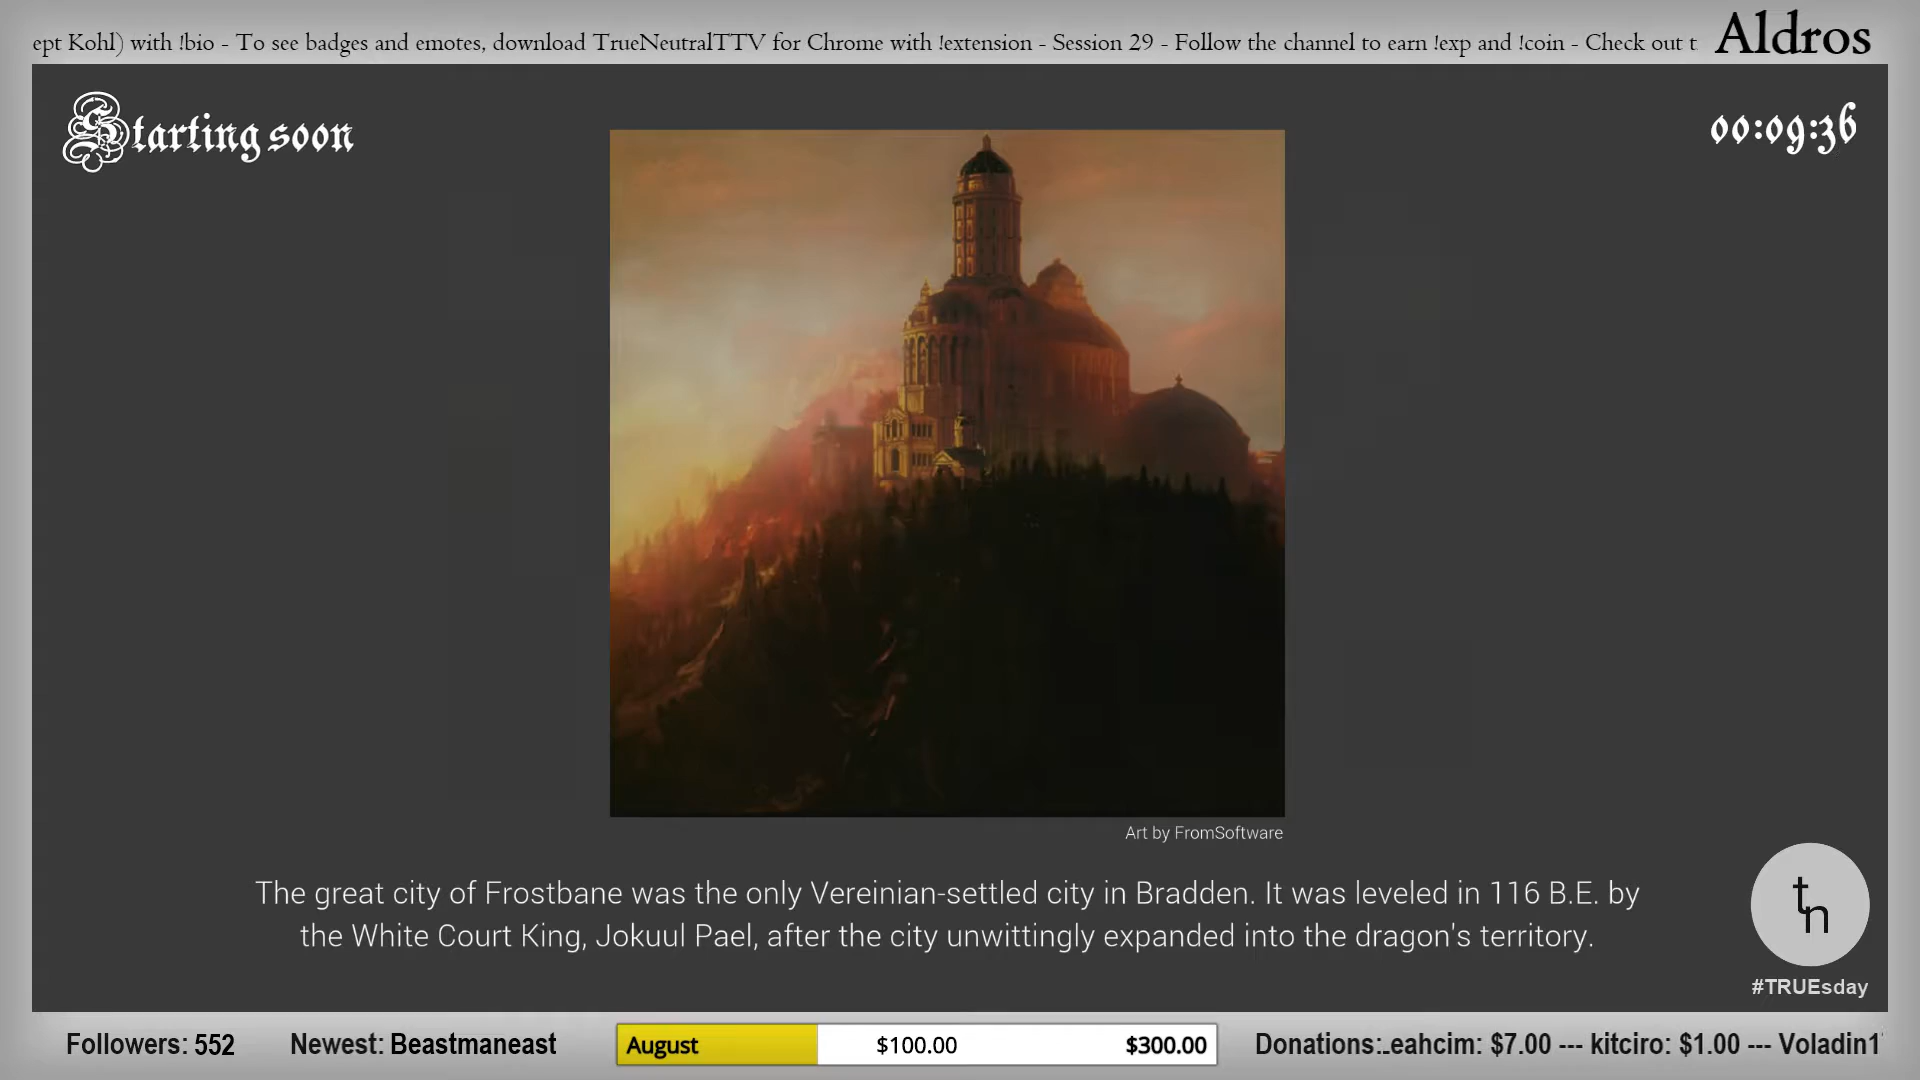 ept Kohl) with !bio - To see badges and emotes, download TrueNeutralTTV for Chrome with !extension - Session 29 - Follow the channel to earn !exp and !coin - Check out t
Aldros
Starting soon
00:09:36
Art by FromSoftware
The great city of Frostbane was the only Vereinian-settled city in Bradden. It was leveled in 116 B.E. by
the White Court King, Jokuul Pael, after the city unwittingly expanded into the dragon's territory.
tn
#TRUEsday
Followers: 552
Newest: Beastmaneast
August $100.00 $300.00
Donations: eahcim: $7.00 --- kitciro: $1.00 --- Voladin1